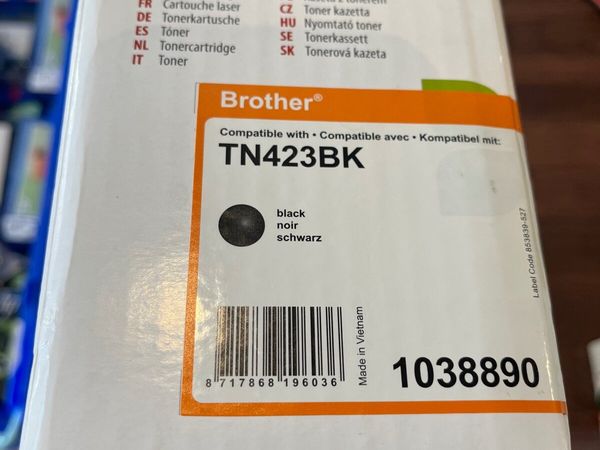 FR Cartouche laser
DE Tonerkartusche
ES Tóner
NL Tonercartridge
IT Toner
CZ Toner kazetta
HU Nyomtató toner
SE Tonerkassett
SK Tonerová kazeta
Brother®
Compatible with • Compatible avec • Kompatibel mit:
TN423BK
black
noir
schwarz
Label Code 853839-527
8 717868 196036
Made in Vietnam
1038890